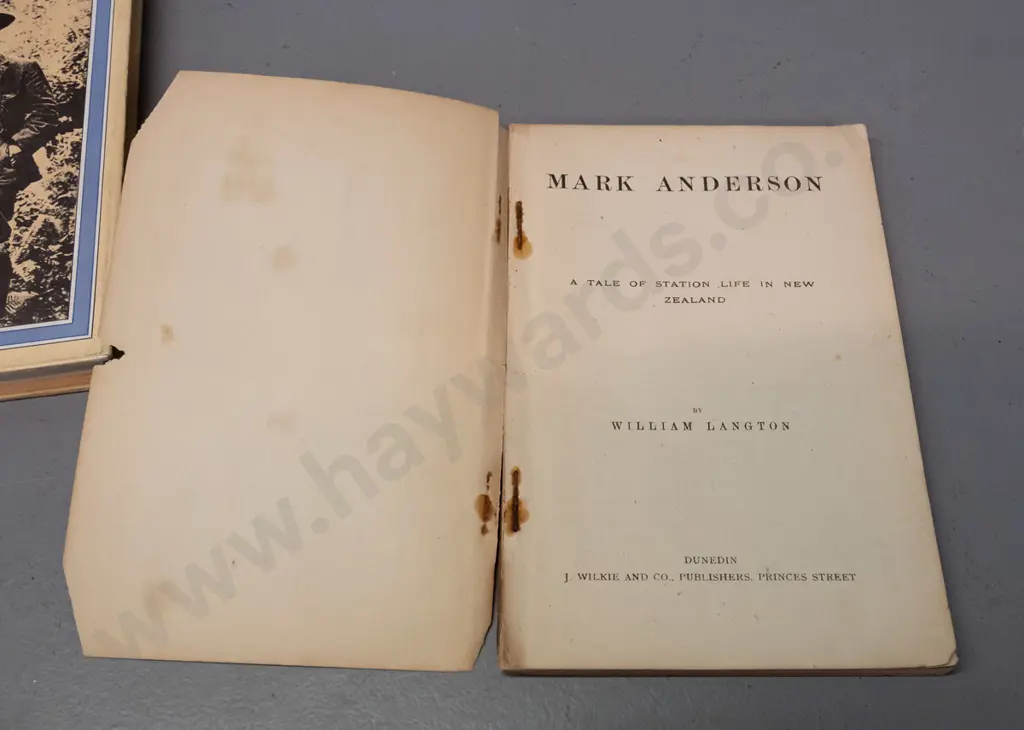 MARK ANDERSON
A TALE OF STATION LIFE IN NEW
ZEALAND
BY
WILLIAM LANGTON
DUNEDIN
J. WILKIE AND CO., PUBLISHERS, PRINCES STREET
www.haywards.co.